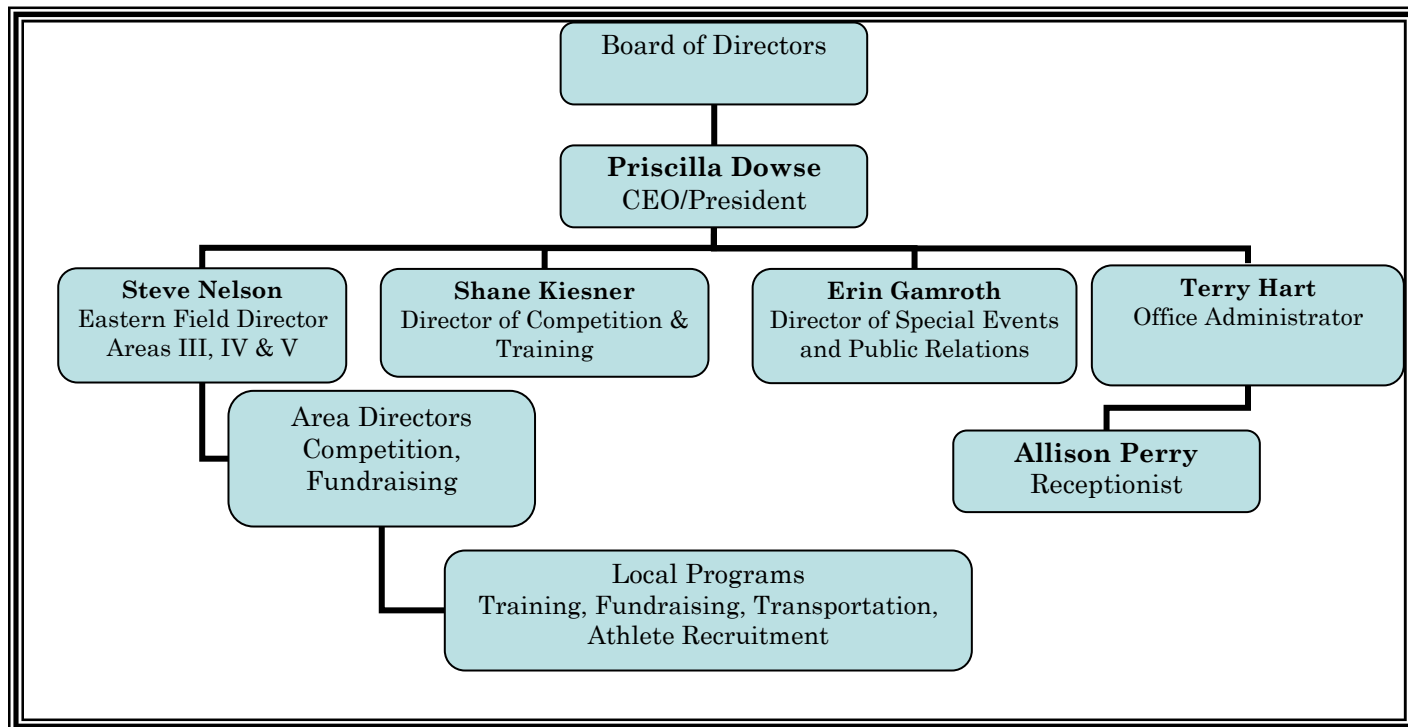 Board of Directors
Priscilla Dowse
CEO/President
Steve Nelson
Eastern Field Director
Areas III, IV & V
Shane Kiesner
Director of Competition &
Training
Erin Gamroth
Director of Special Events
and Public Relations
Terry Hart
Office Administrator
Area Directors
Competition,
Fundraising
Allison Perry
Receptionist
Local Programs
Training, Fundraising, Transportation,
Athlete Recruitment